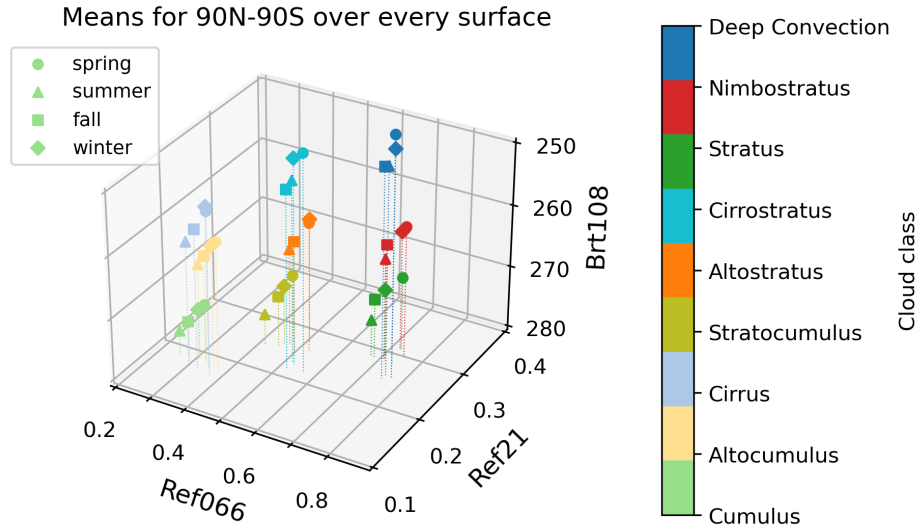 Means for 90N-90S over every surface
spring
summer
fall
winter
250
260
270
280
Brt108
0.4
0.3
0.2
0.1
Ref21
0.2
0.4
0.6
0.8
Ref066
Deep Convection
Nimbostratus
Stratus
Cirrostratus
Altostratus
Stratocumulus
Cirrus
Altocumulus
Cumulus
Cloud class